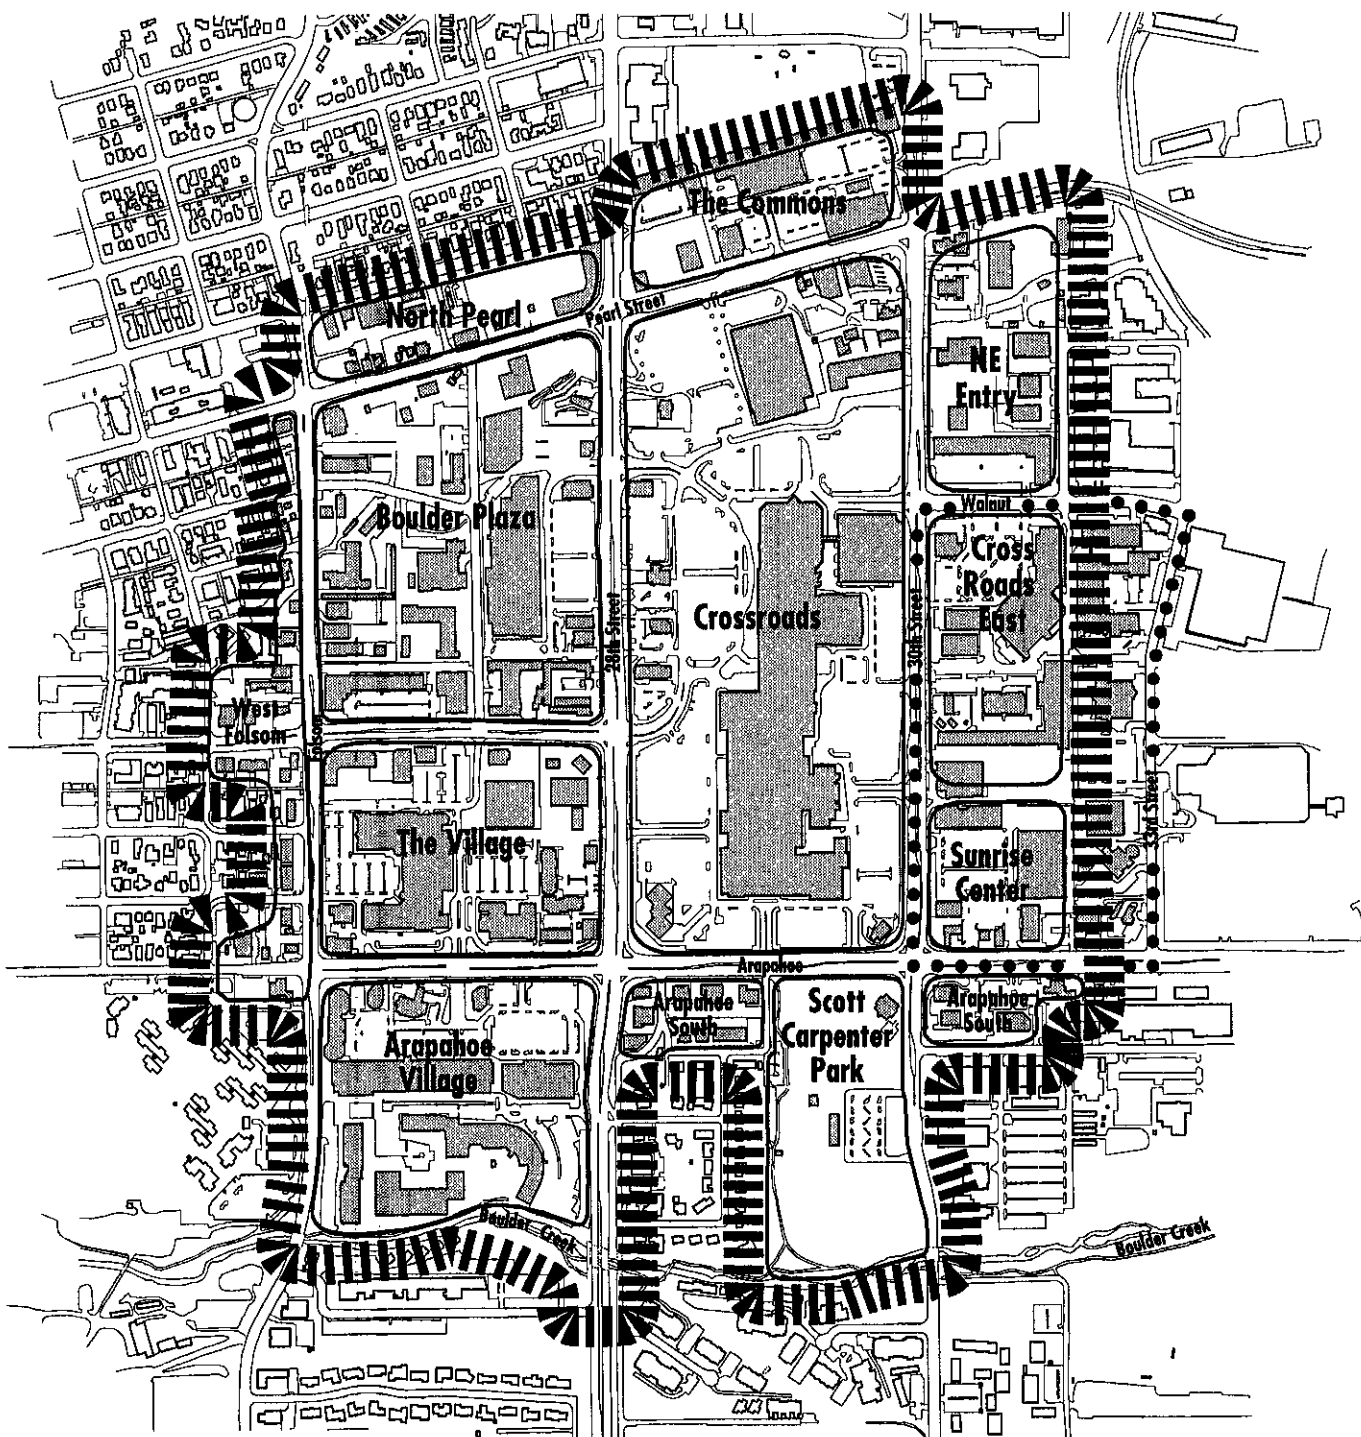 The Commons
North Pearl
Pearl Street
NE
Entry
Walnut
Boulder Plaza
Cross
Roads
East
Crossroads
28th Street
30th Street
West
Folsom
Folsom
33rd Street
The Village
Sunrise
Center
Arapahoe
Arapahoe
South
Scott
Carpenter
Park
Arapahoe
South
Arapahoe
Village
Boulder Creek
Boulder Creek